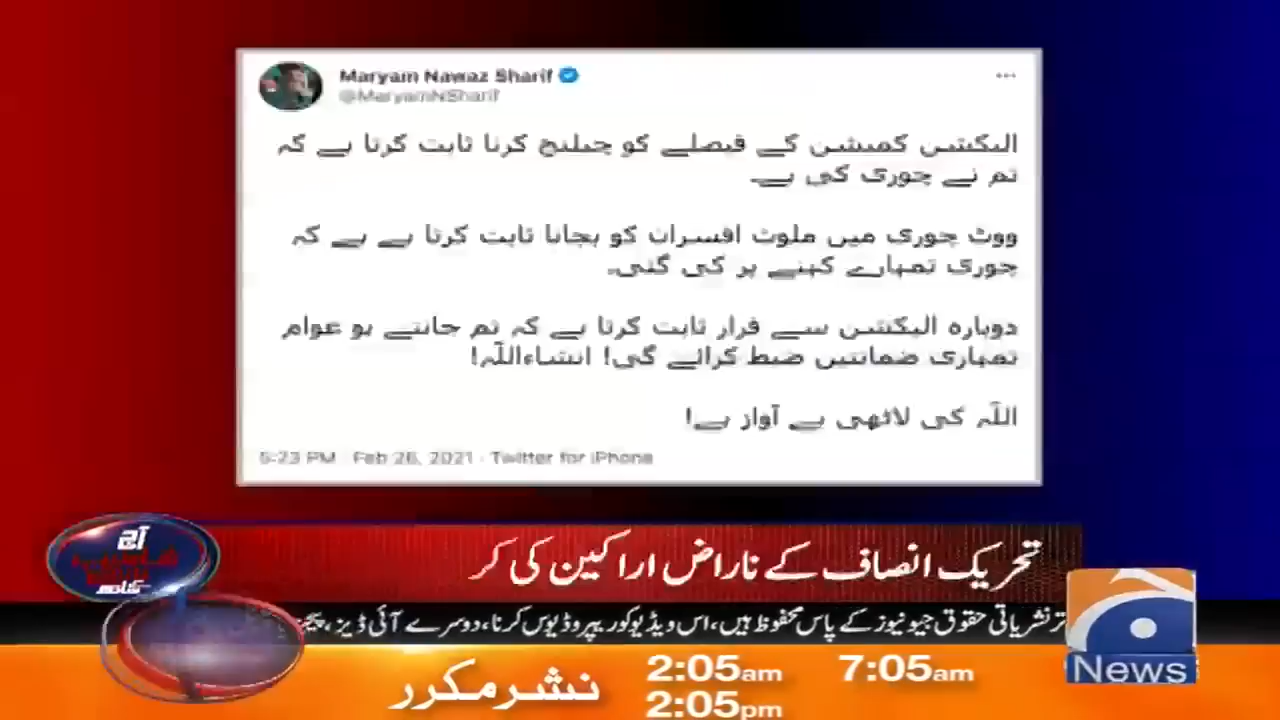 Maryam Nawaz Sharif
@MaryamNSharif
الیکشن کمیشن کے فیصلے کو چیلنج کرنا ثابت کرتا ہے کہ
تم نے چوری کی ہے۔
ووٹ چوری میں ملوث افسران کو بچانا ثابت کرتا ہے ہے کہ
چوری تمہارے کہنے پر کی گئی۔
دوبارہ الیکشن سے فرار ثابت کرتا ہے کہ تم جانتے ہو عوام
تمہاری ضمانتیں ضبط کرائے گی! انشاءاللّہ!
اللّہ کی لاٹھی بے آواز ہے!
5:23 PM · Feb 26, 2021 · Twitter for iPhone
آج
تحریک انصاف کے ناراض اراکین کی کر
نشریاتی حقوق جیو نیوز کے پاس محفوظ ہیں، اس ویڈیو کو ریپروڈیوس کرنا، دوسرے آئی ڈیز، پیجز
نشر مکرر
2:05am 7:05am
2:05pm
News